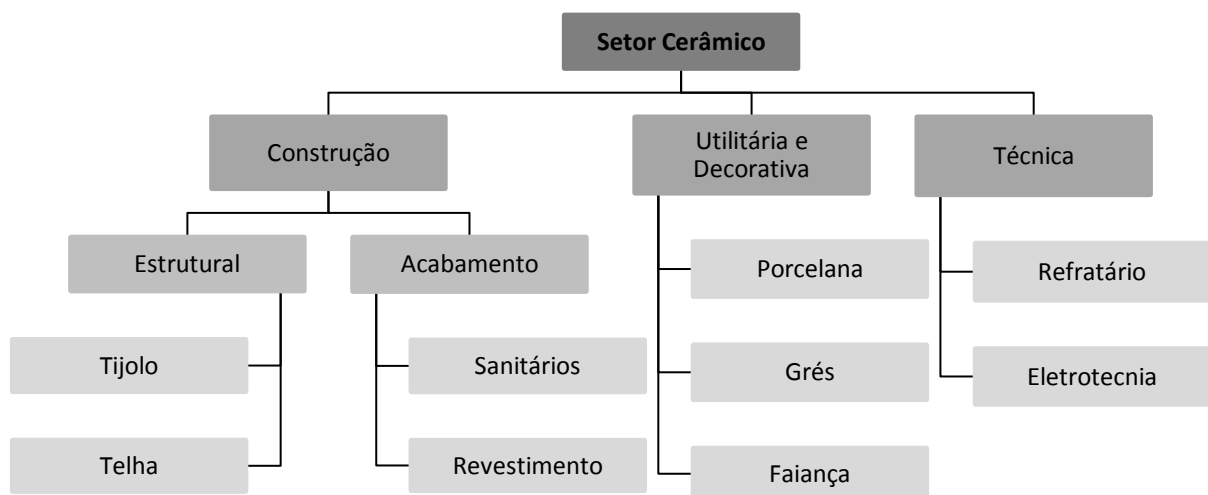 Setor Cerâmico
Construção
Utilitária e
Decorativa
Técnica
Estrutural
Acabamento
Porcelana
Refratário
Tijolo
Sanitários
Grés
Eletrotecnia
Telha
Revestimento
Faiança